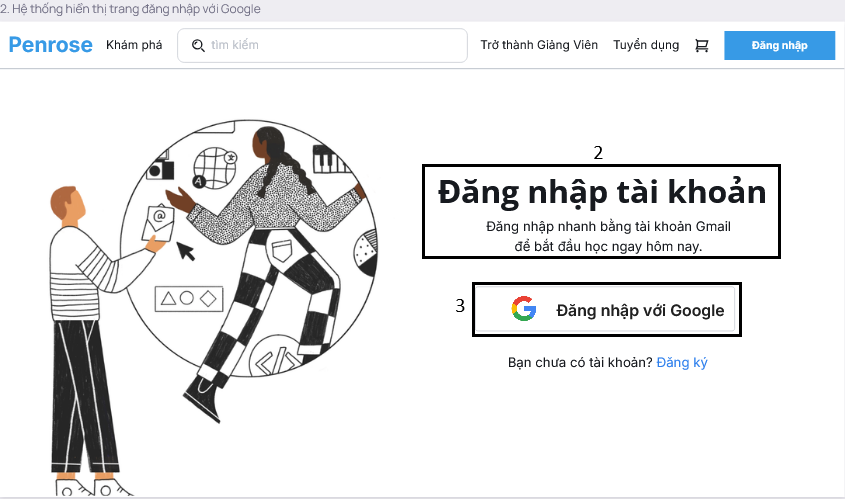 2. Hệ thống hiển thị trang đăng nhập với Google
Penrose Khám phá tìm kiếm Trở thành Giảng Viên Tuyển dụng Đăng nhập
2
Đăng nhập tài khoản
Đăng nhập nhanh bằng tài khoản Gmail
để bắt đầu học ngay hôm nay.
3 Đăng nhập với Google
Bạn chưa có tài khoản? Đăng ký
A
@
</>